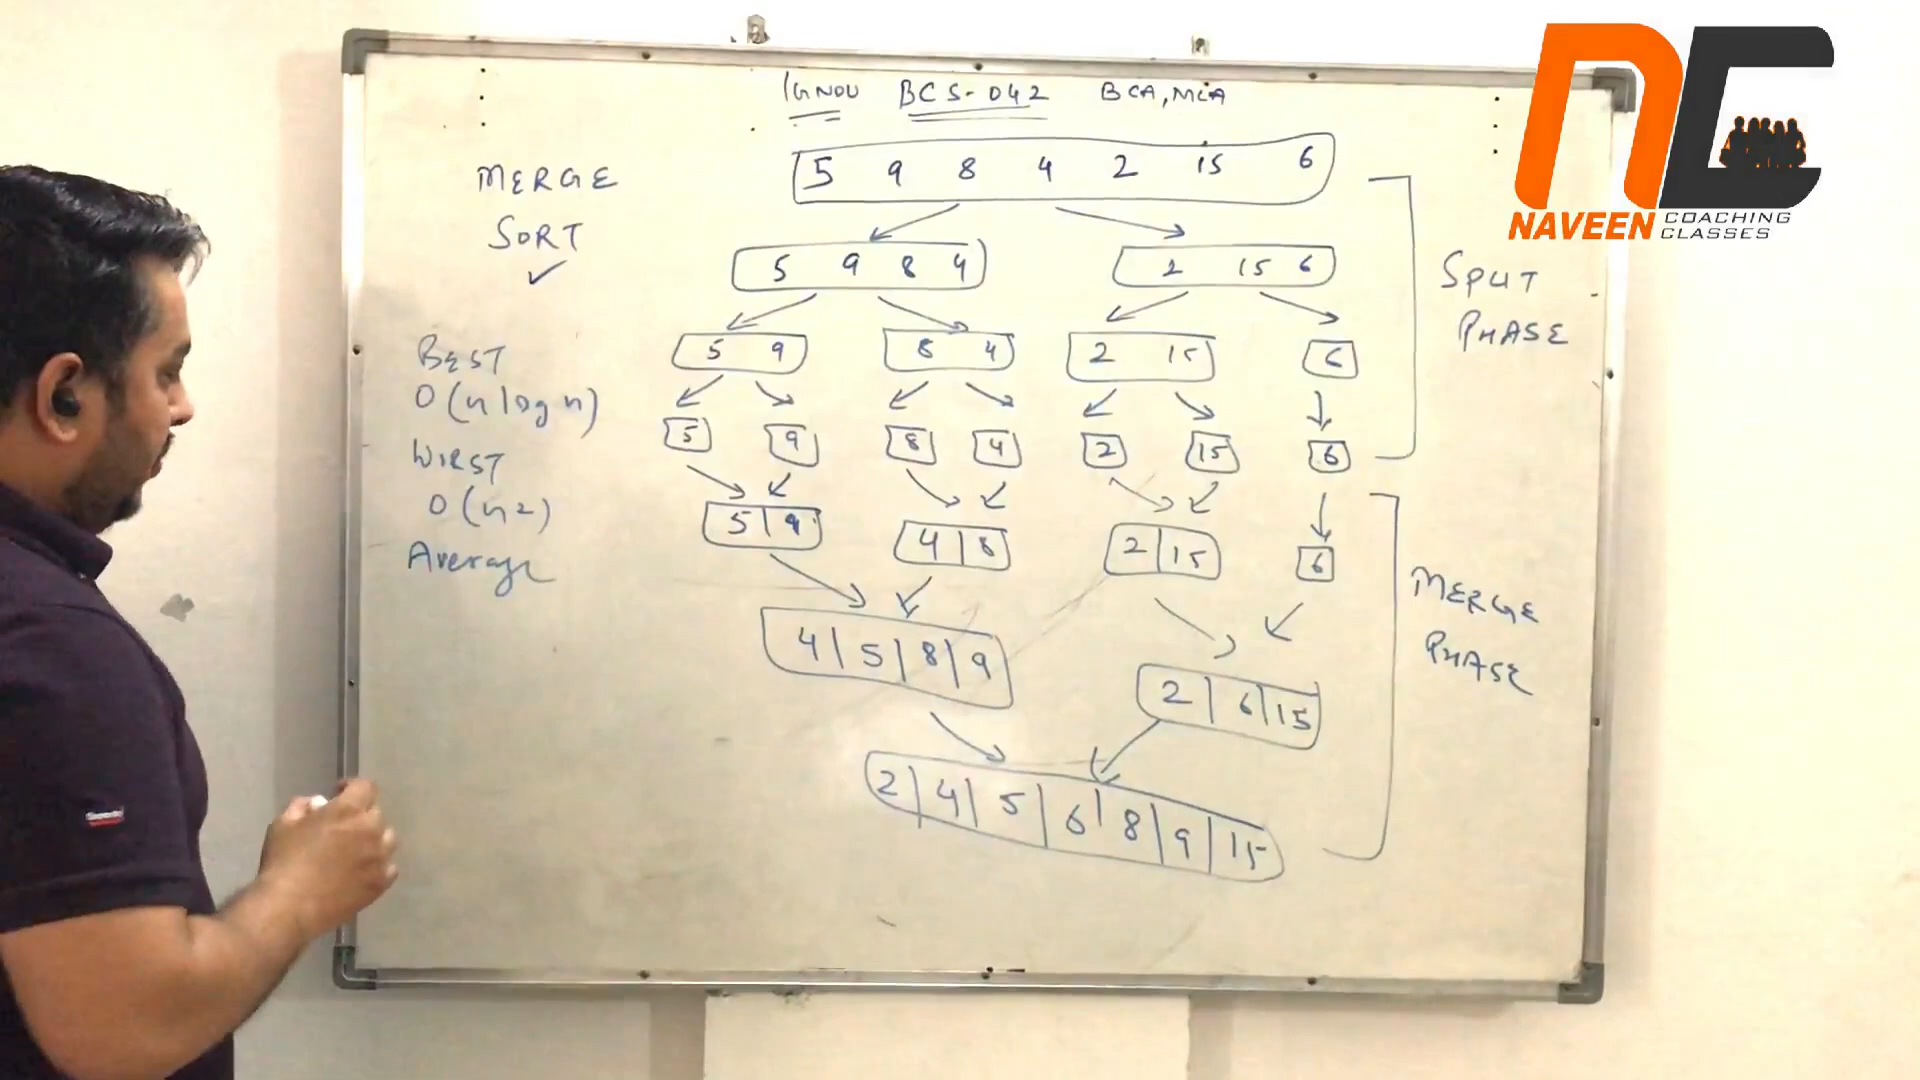 IGNOU BCS-042 BCA, MCA
MERGE
SORT
5 9 8 4 2 15 6
5 9 8 4 2 15 6
5 9 8 4 2 15 6
5 9 8 4 2 15 6
5|9 4|8 2|15 6
4|5|8|9
2|6|15
2|4|5|6|8|9|15
SPLIT
PHASE
MERGE
PHASE
BEST
O(n log n)
WORST
O(n2)
Average
NC
NAVEEN COACHING
CLASSES